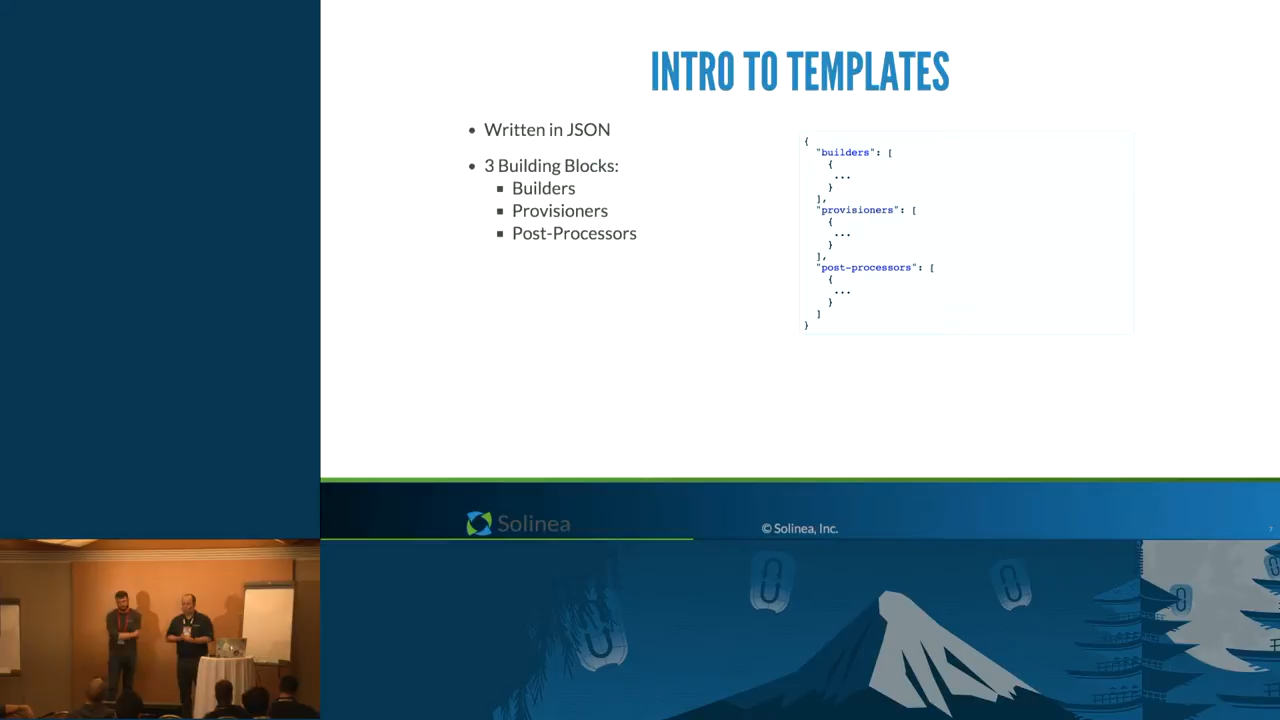 INTRO TO TEMPLATES
• Written in JSON
• 3 Building Blocks:
▪ Builders
▪ Provisioners
▪ Post-Processors
{
"builders": [
{
...
}
],
"provisioners": [
{
...
}
],
"post-processors": [
{
...
}
]
}
Solinea
© Solinea, Inc.
7